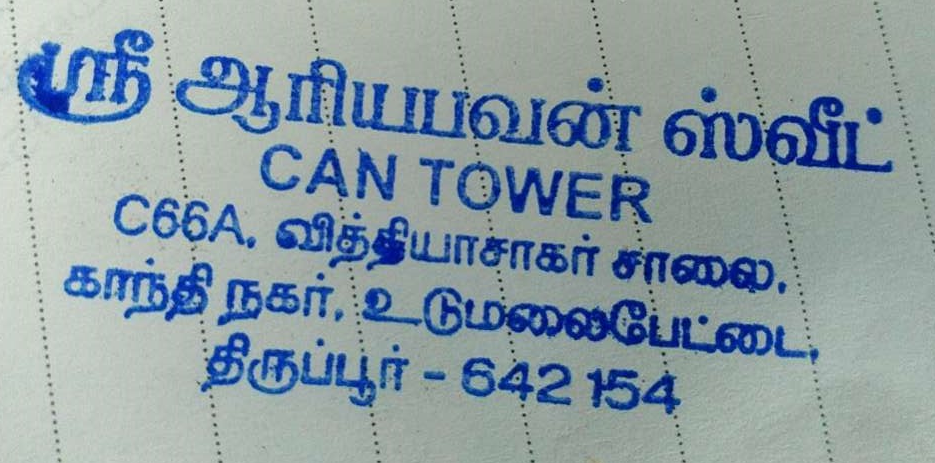 ஸ்ரீ ஆரியபவன் ஸ்வீட்
CAN TOWER
C66A, வித்தியாசாகர் சாலை,
காந்தி நகர், உடுமலைபேட்டை,
திருப்பூர் - 642 154